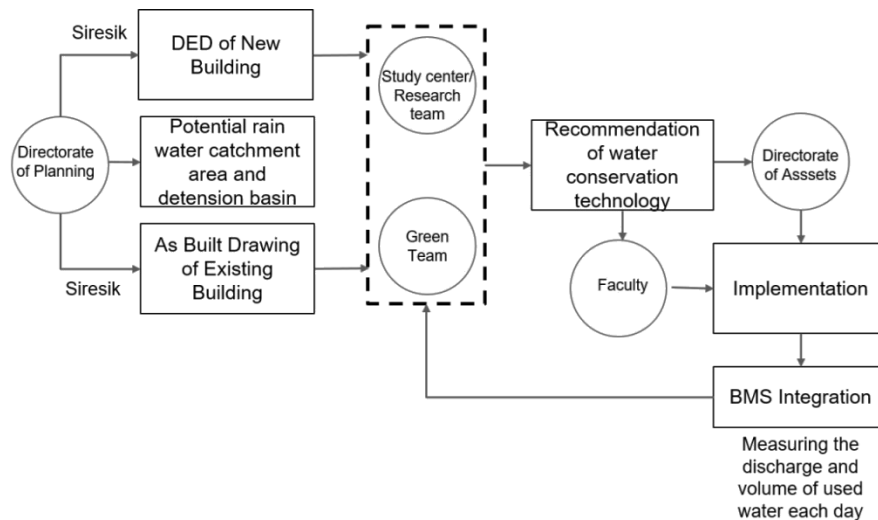 Siresik
DED of New
Building
Directorate
of Planning
Potential rain
water catchment
area and
detension basin
As Built Drawing
of Existing
Building
Siresik
Study center/
Research
team
Green
Team
Recommendation
of water
conservation
technology
Directorate
of Asssets
Faculty
Implementation
BMS Integration
Measuring the
discharge and
volume of used
water each day